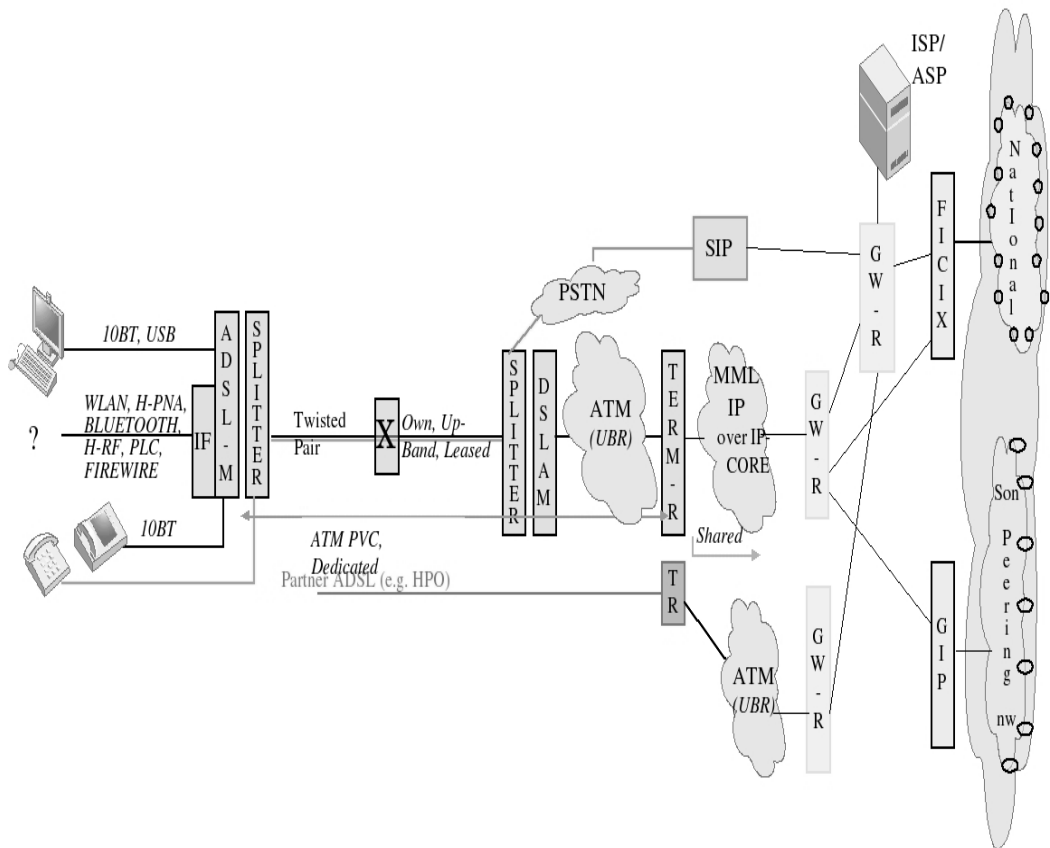 ISP/
ASP
National
FICIX
GW-R
SIP
PSTN
10BT, USB
ADSL-M
SPLITTER
WLAN, H-PNA,
BLUETOOTH,
H-RF, PLC,
FIREWIRE
?
IF
Twisted
Pair
X
Own, Up-
Band, Leased
SPLITTER
DSLAM
ATM
(UBR)
TERM-R
MML
IP
over IP-
CORE
GW-R
Son
Peering
nw
10BT
ATM PVC,
Dedicated
Shared
Partner ADSL (e.g. HPO)
TR
ATM
(UBR)
GW-R
GIP